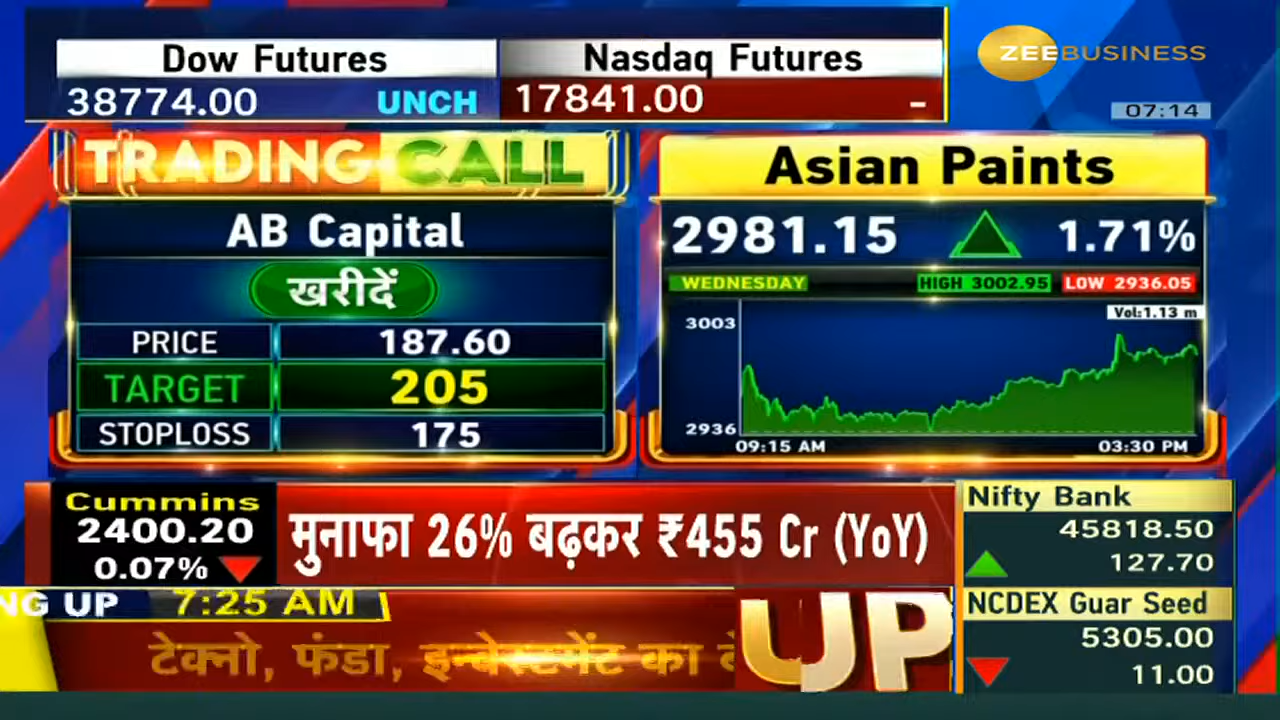 Dow Futures
38774.00 UNCH
Nasdaq Futures
17841.00 -
ZEEBUSINESS
07:14
TRADING CALL
AB Capital
खरीदें
PRICE 187.60
TARGET 205
STOPLOSS 175
Asian Paints
2981.15 1.71%
WEDNESDAY HIGH 3002.95 LOW 2936.05
Vol:1.13 m
3003
2936
09:15 AM 03:30 PM
Cummins
2400.20
0.07%
मुनाफा 26% बढ़कर ₹455 Cr (YoY)
Nifty Bank
45818.50
127.70
NCDEX Guar Seed
5305.00
11.00
NG UP 7:25 AM
टेक्नो, फंडा, इन्वेस्टमेंट का
UP